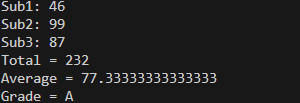 Sub1: 46
Sub2: 99
Sub3: 87
Total = 232
Average = 77.33333333333333
Grade = A